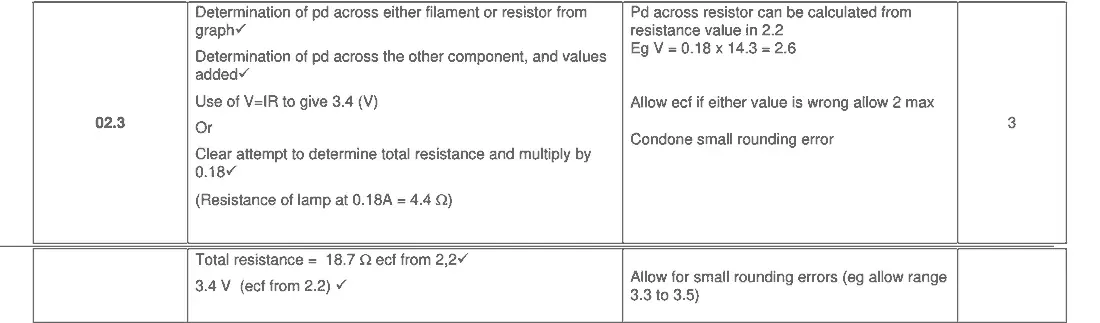 Determination of pd across either filament or resistor from
graph✓
Determination of pd across the other component, and values
added✓
Use of V=IR to give 3.4 (V)
Or
Clear attempt to determine total resistance and multiply by
0.18✓
(Resistance of lamp at 0.18A = 4.4 Ω)
02.3
Pd across resistor can be calculated from
resistance value in 2.2
Eg V = 0.18 x 14.3 = 2.6
Allow ecf if either value is wrong allow 2 max
Condone small rounding error
3
Total resistance = 18.7 Ω ecf from 2,2✓
3.4 V (ecf from 2.2) ✓
Allow for small rounding errors (eg allow range
3.3 to 3.5)